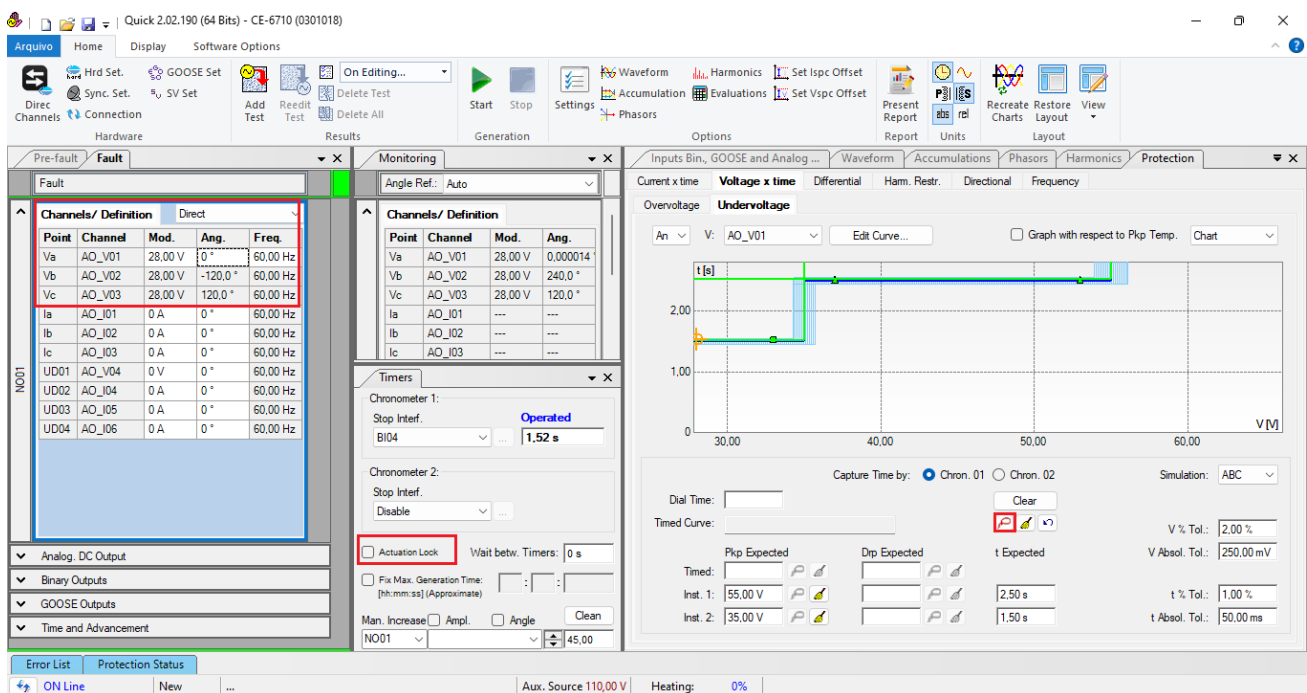 Quick 2.02.190 (64 Bits) - CE-6710 (0301018)
Arquivo Home Display Software Options
Direc Channels
Hrd Set. GOOSE Set
Sync. Set. SV Set
Connection
Hardware
Add Test
Reedit Test
On Editing...
Delete Test
Delete All
Results
Start Stop
Generation
Settings
Waveform Harmonics Set Ispc Offset
Accumulation Evaluations Set Vspc Offset
Phasors
Options
Present Report
Report
abs rel
Units
Recreate Charts
Restore Layout
View
Layout
Pre-fault Fault
Fault
Channels/ Definition Direct
Point Channel Mod. Ang. Freq.
Va AO_V01 28,00 V 0 ° 60,00 Hz
Vb AO_V02 28,00 V -120,0 ° 60,00 Hz
Vc AO_V03 28,00 V 120,0 ° 60,00 Hz
Ia AO_I01 0 A 0 ° 60,00 Hz
Ib AO_I02 0 A 0 ° 60,00 Hz
Ic AO_I03 0 A 0 ° 60,00 Hz
UD01 AO_V04 0 V 0 ° 60,00 Hz
UD02 AO_I04 0 A 0 ° 60,00 Hz
UD03 AO_I05 0 A 0 ° 60,00 Hz
UD04 AO_I06 0 A 0 ° 60,00 Hz
NO01
Analog. DC Output
Binary Outputs
GOOSE Outputs
Time and Advancement
Monitoring
Angle Ref.: Auto
Channels/ Definition
Point Channel Mod. Ang.
Va AO_V01 28,00 V 0,000014 °
Vb AO_V02 28,00 V 240,0 °
Vc AO_V03 28,00 V 120,0 °
Ia AO_I01 --- ---
Ib AO_I02 --- ---
Ic AO_I03 --- ---
Timers
Chronometer 1:
Stop Interf. Operated
BI04 ... 1,52 s
Chronometer 2:
Stop Interf.
Disable ...
Actuation Lock Wait betw. Timers: 0 s
Fix Max. Generation Time: : :
[hh:mm:ss] (Approximate)
Clean
Man. Increase Ampl. Angle
NO01 45,00
Inputs Bin., GOOSE and Analog ... Waveform Accumulations Phasors Harmonics Protection
Current x time Voltage x time Differential Harm. Restr. Directional Frequency
Overvoltage Undervoltage
An V: AO_V01 Edit Curve... Graph with respect to Pkp Temp. Chart
t [s]
2,00
1,00
0
30,00 40,00 50,00 60,00
V [V]
Capture Time by: Chron. 01 Chron. 02 Simulation: ABC
Dial Time: Clear
Timed Curve: V % Tol.: 2,00 %
Pkp Expected Drp Expected t Expected V Absol. Tol.: 250,00 mV
Timed:
Inst. 1: 55,00 V 2,50 s t % Tol.: 1,00 %
Inst. 2: 35,00 V 1,50 s t Absol. Tol.: 50,00 ms
Error List Protection Status
ON Line New ... Aux. Source 110,00 V Heating: 0%